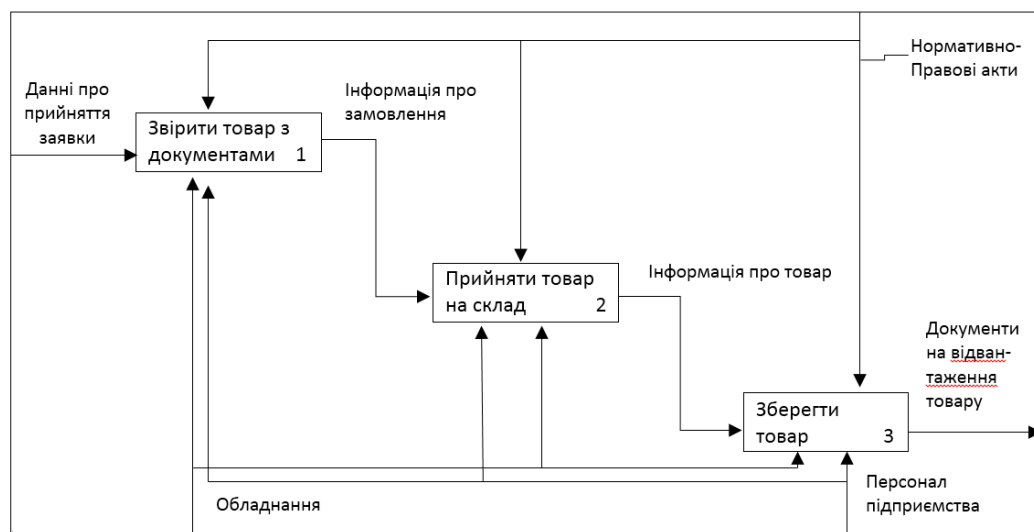 Нормативно-
Правові акти
Данні про
прийняття
заявки
Інформація про
замовлення
Звірити товар з
документами 1
Прийняти товар
на склад 2
Інформація про товар
Документи
на відван-
таження
товару
Зберегти
товар 3
Обладнання
Персонал
підприємства